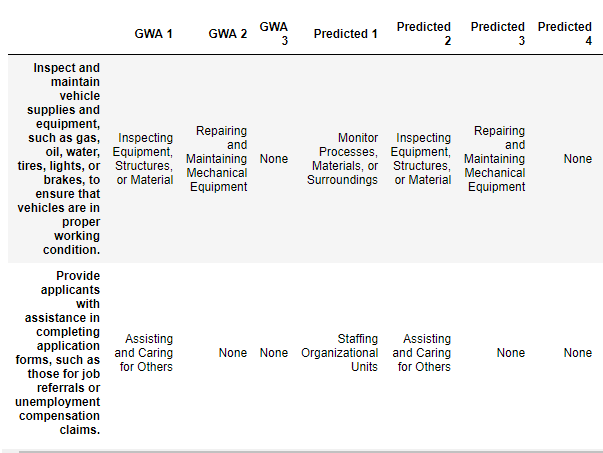 GWA 1 GWA 2 GWA 3 Predicted 1 Predicted 2 Predicted 3 Predicted 4
Inspect and
maintain
vehicle
supplies and
equipment,
such as gas,
oil, water,
tires, lights, or
brakes, to
ensure that
vehicles are in
proper
working
condition.
Inspecting
Equipment,
Structures,
or Material
Repairing
and
Maintaining
Mechanical
Equipment
None
Monitor
Processes,
Materials, or
Surroundings
Inspecting
Equipment,
Structures,
or Material
Repairing
and
Maintaining
Mechanical
Equipment
None
Provide
applicants
with
assistance in
completing
application
forms, such as
those for job
referrals or
unemployment
compensation
claims.
Assisting
and Caring
for Others
None
None
Staffing
Organizational
Units
Assisting
and Caring
for Others
None
None